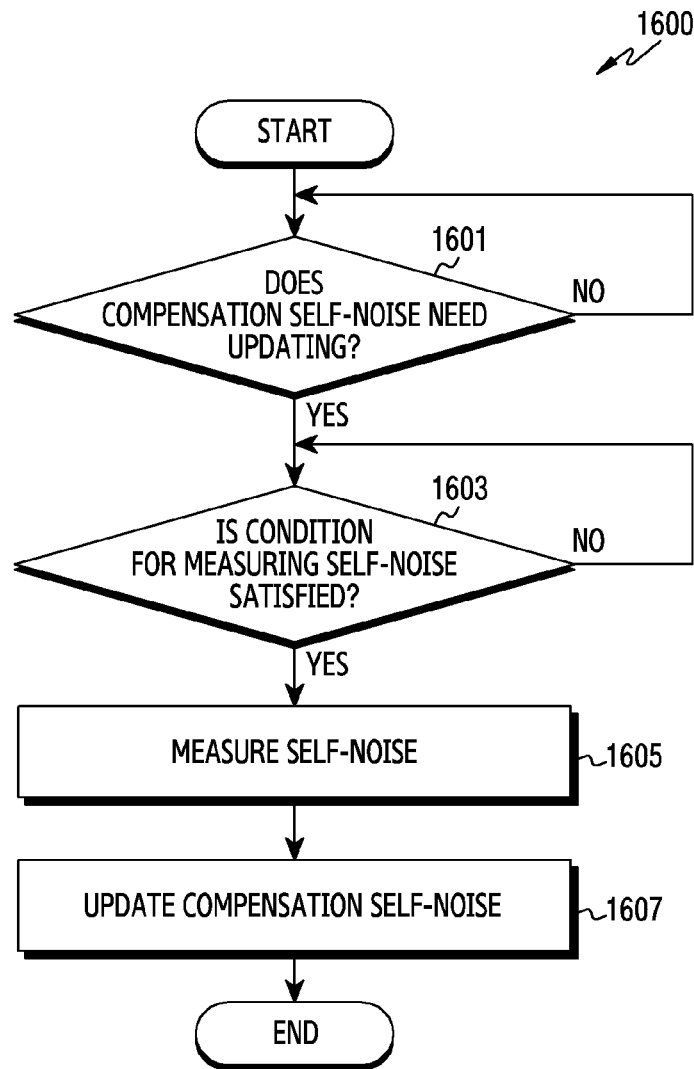 1600
START
1601
DOES
COMPENSATION SELF-NOISE NEED
UPDATING?
NO
YES
1603
IS CONDITION
FOR MEASURING SELF-NOISE
SATISFIED?
NO
YES
MEASURE SELF-NOISE
1605
UPDATE COMPENSATION SELF-NOISE
1607
END